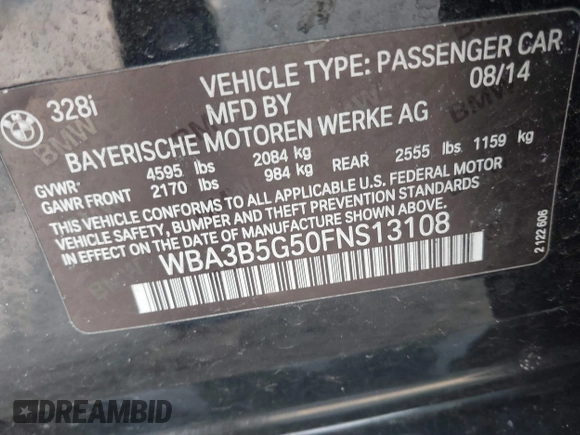 328i
VEHICLE TYPE: PASSENGER CAR
MFD BY 08/14
BAYERISCHE MOTOREN WERKE AG
GVWR: 4595 lbs 2084 kg
GAWR FRONT 2170 lbs 984 kg REAR 2555 lbs 1159 kg
THIS VEHICLE CONFORMS TO ALL APPLICABLE U.S. FEDERAL MOTOR
VEHICLE SAFETY, BUMPER AND THEFT PREVENTION STANDARDS
IN EFFECT ON THE DATE OF MANUFACTURE SHOWN ABOVE.
WBA3B5G50FNS13108
2 122 606
DREAMBID